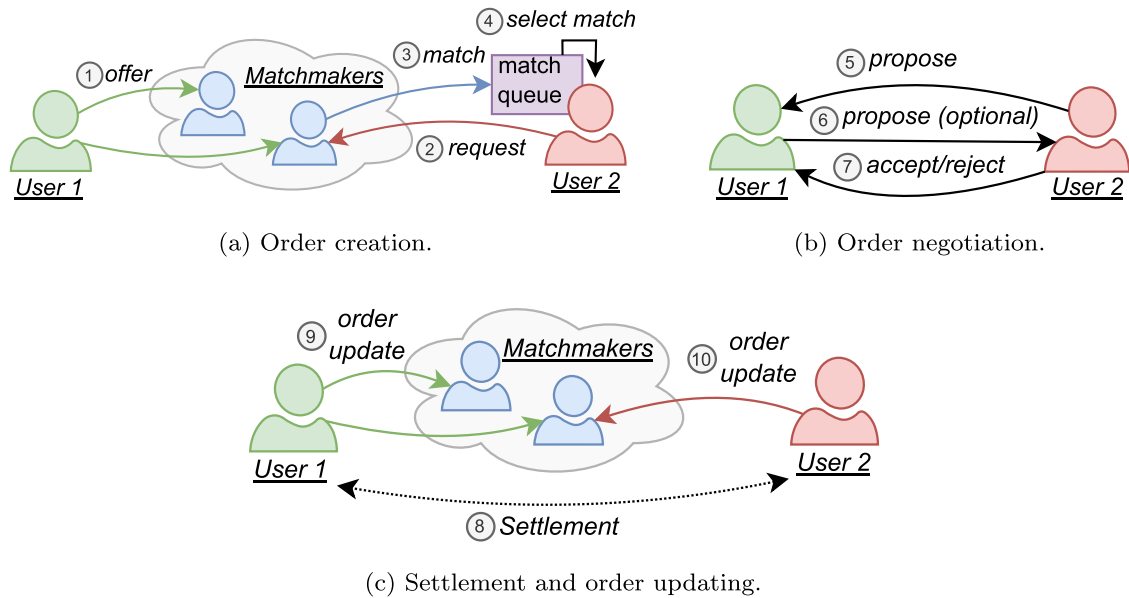 ④ select match
① offer
Matchmakers
③ match
match
queue
② request
User 1
User 2
(a) Order creation.
⑤ propose
⑥ propose (optional)
⑦ accept/reject
User 1
User 2
(b) Order negotiation.
⑨ order
update
Matchmakers
⑩ order
update
User 1
User 2
⑧ Settlement
(c) Settlement and order updating.